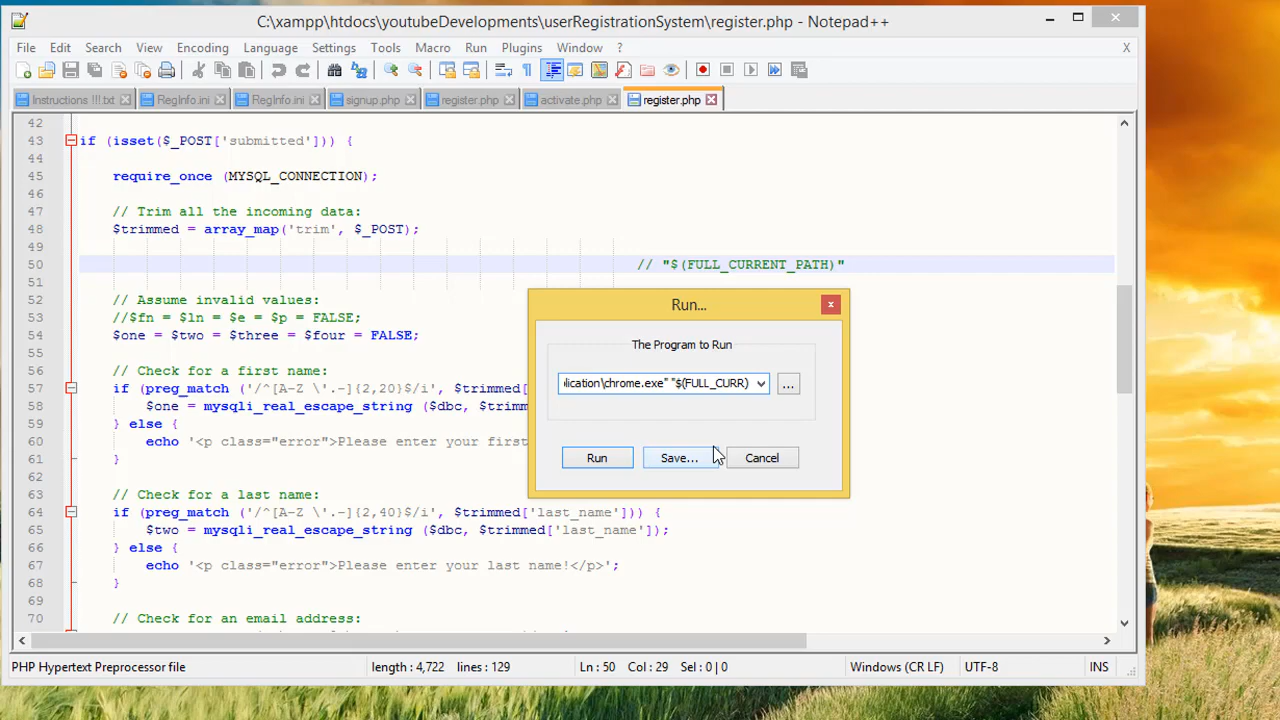 C:\xampp\htdocs\youtubeDevelopments\userRegistrationSystem\register.php - Notepad++
File Edit Search View Encoding Language Settings Tools Macro Run Plugins Window ? X
Instructions !!!.txt RegInfo.ini RegInfo.ini signup.php register.php activate.php register.php
42
43 if (isset($_POST['submitted'])) {
44
45 require_once (MYSQL_CONNECTION);
46
47 // Trim all the incoming data:
48 $trimmed = array_map('trim', $_POST);
49
50 // "$(FULL_CURRENT_PATH)"
51
52 // Assume invalid values:
53 //$fn = $ln = $e = $p = FALSE;
54 $one = $two = $three = $four = FALSE;
55
56 // Check for a first name:
57 if (preg_match ('/^[A-Z \'.-]{2,20}$/i', $trimmed[
58 $one = mysqli_real_escape_string ($dbc, $trimm
59 } else {
60 echo '<p class="error">Please enter your first
61 }
62
63 // Check for a last name:
64 if (preg_match ('/^[A-Z \'.-]{2,40}$/i', $trimmed['last_name'])) {
65 $two = mysqli_real_escape_string ($dbc, $trimmed['last_name']);
66 } else {
67 echo '<p class="error">Please enter your last name!</p>';
68 }
69
70 // Check for an email address:
Run...
The Program to Run
lication\chrome.exe" "$(FULL_CURR) ...
Run Save... Cancel
PHP Hypertext Preprocessor file length : 4,722 lines : 129 Ln : 50 Col : 29 Sel : 0 | 0 Windows (CR LF) UTF-8 INS